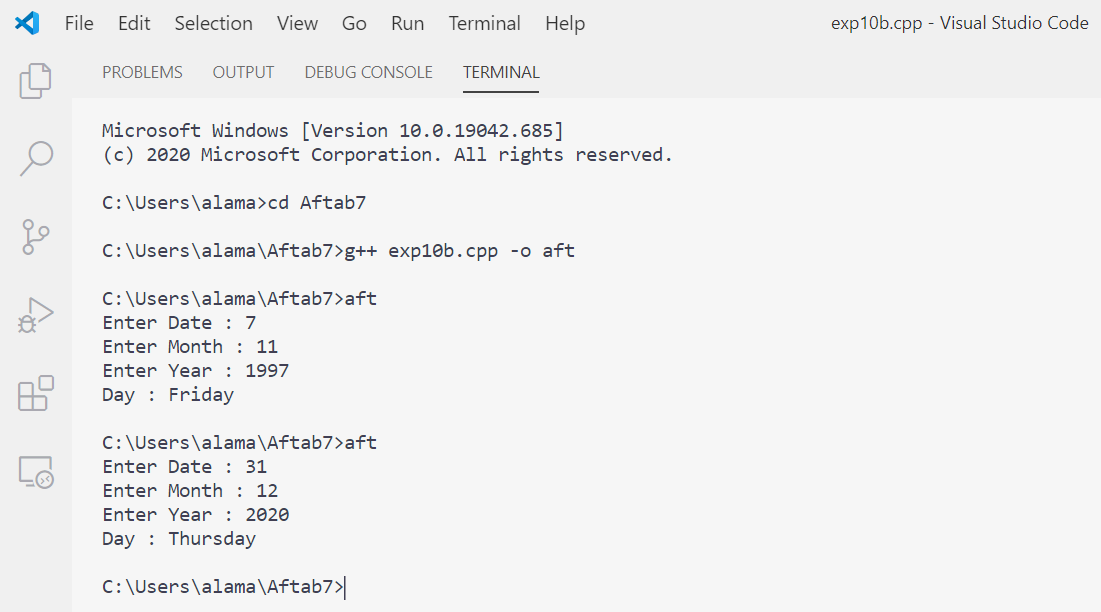 File Edit Selection View Go Run Terminal Help exp10b.cpp - Visual Studio Code
PROBLEMS OUTPUT DEBUG CONSOLE TERMINAL
Microsoft Windows [Version 10.0.19042.685]
(c) 2020 Microsoft Corporation. All rights reserved.
C:\Users\alama>cd Aftab7
C:\Users\alama\Aftab7>g++ exp10b.cpp -o aft
C:\Users\alama\Aftab7>aft
Enter Date : 7
Enter Month : 11
Enter Year : 1997
Day : Friday
C:\Users\alama\Aftab7>aft
Enter Date : 31
Enter Month : 12
Enter Year : 2020
Day : Thursday
C:\Users\alama\Aftab7>